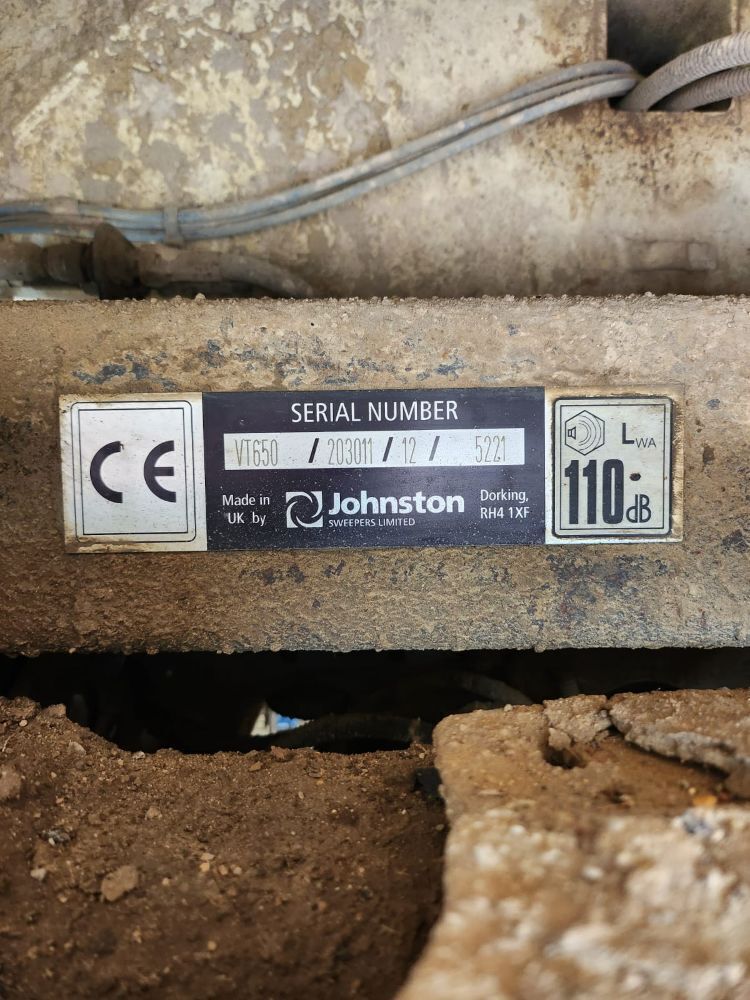 CE
SERIAL NUMBER
VT650 / 203011 / 12 / 5221
Made in
UK by
Johnston
SWEEPERS LIMITED
Dorking,
RH4 1XF
LWA
110 dB